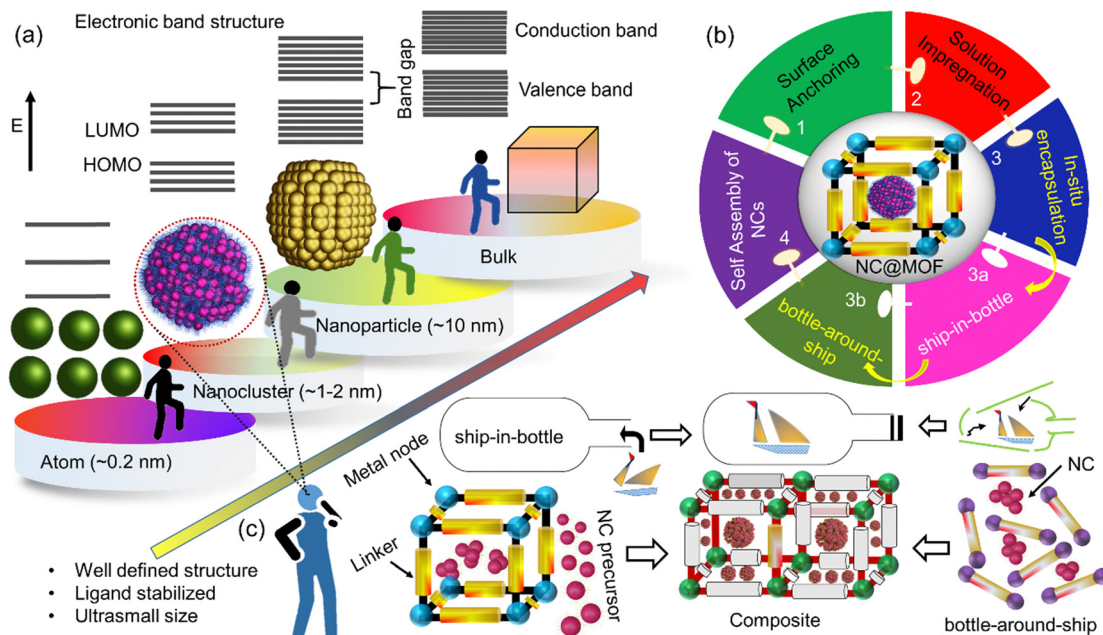 (a)
Electronic band structure
E
LUMO
HOMO
Band gap
Conduction band
Valence band
Bulk
Nanoparticle (~10 nm)
Nanocluster (~1-2 nm)
Atom (~0.2 nm)
(b)
Surface
Anchoring
1
Solution
Impregnation
2
In-situ
encapsulation
3
ship-in-bottle
3a
bottle-around-
ship
3b
Self Assembly of
NCs
4
NC@MOF
(c)
• Well defined structure
• Ligand stabilized
• Ultrasmall size
ship-in-bottle
Metal node
Linker
NC precursor
Composite
NC
bottle-around-ship